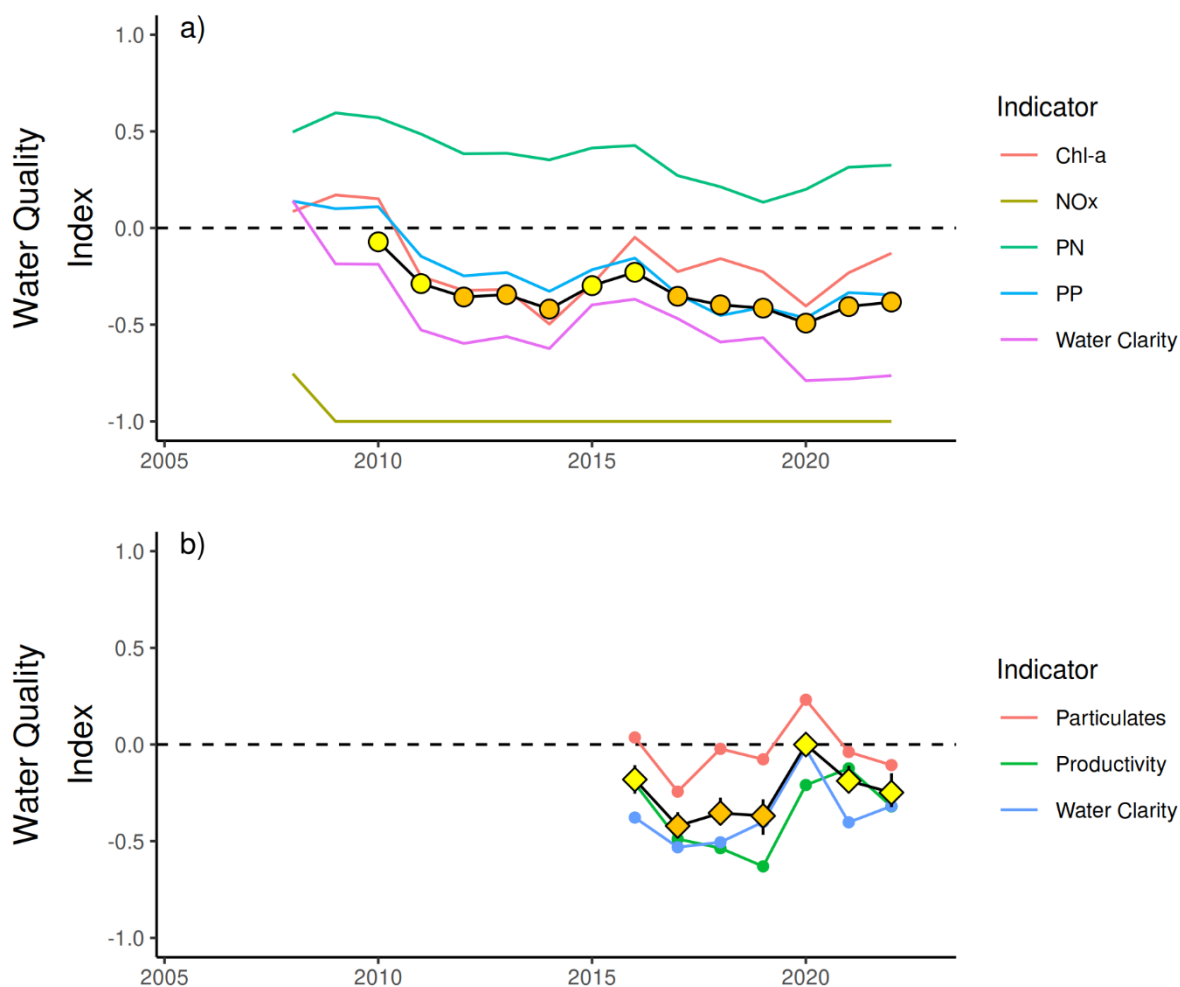 a)
Water Quality
Index
1.0
0.5
0.0
-0.5
-1.0
2005
2010
2015
2020
Indicator
Chl-a
NOx
PN
PP
Water Clarity
b)
Water Quality
Index
1.0
0.5
0.0
-0.5
-1.0
2005
2010
2015
2020
Indicator
Particulates
Productivity
Water Clarity